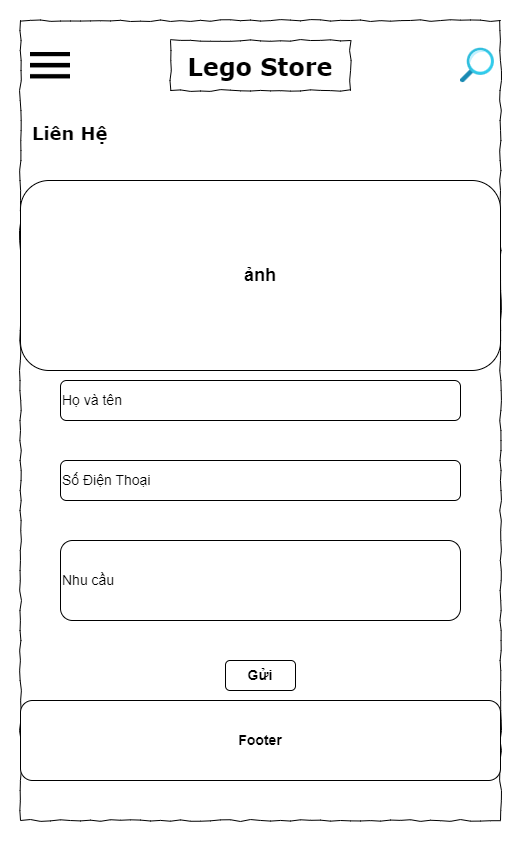 Lego Store
Liên Hệ
ảnh
Họ và tên
Số Điện Thoại
Nhu cầu
Gửi
Footer